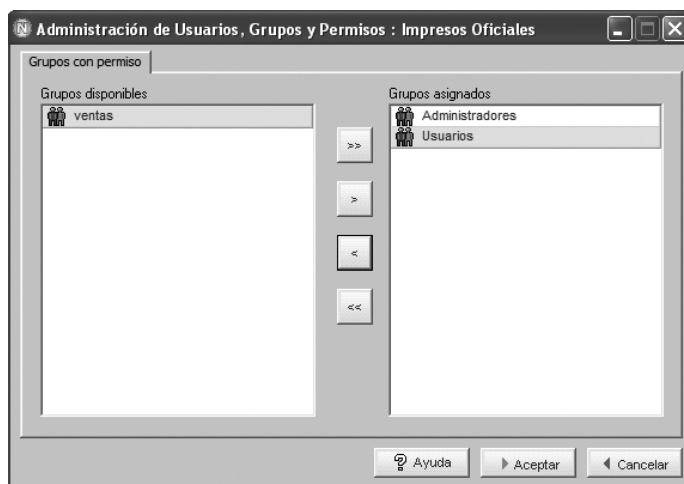 Administración de Usuarios, Grupos y Permisos : Impresos Oficiales
Grupos con permiso
Grupos disponibles
ventas
>>
>
<
<<
Grupos asignados
Administradores
Usuarios
Ayuda
Aceptar
Cancelar